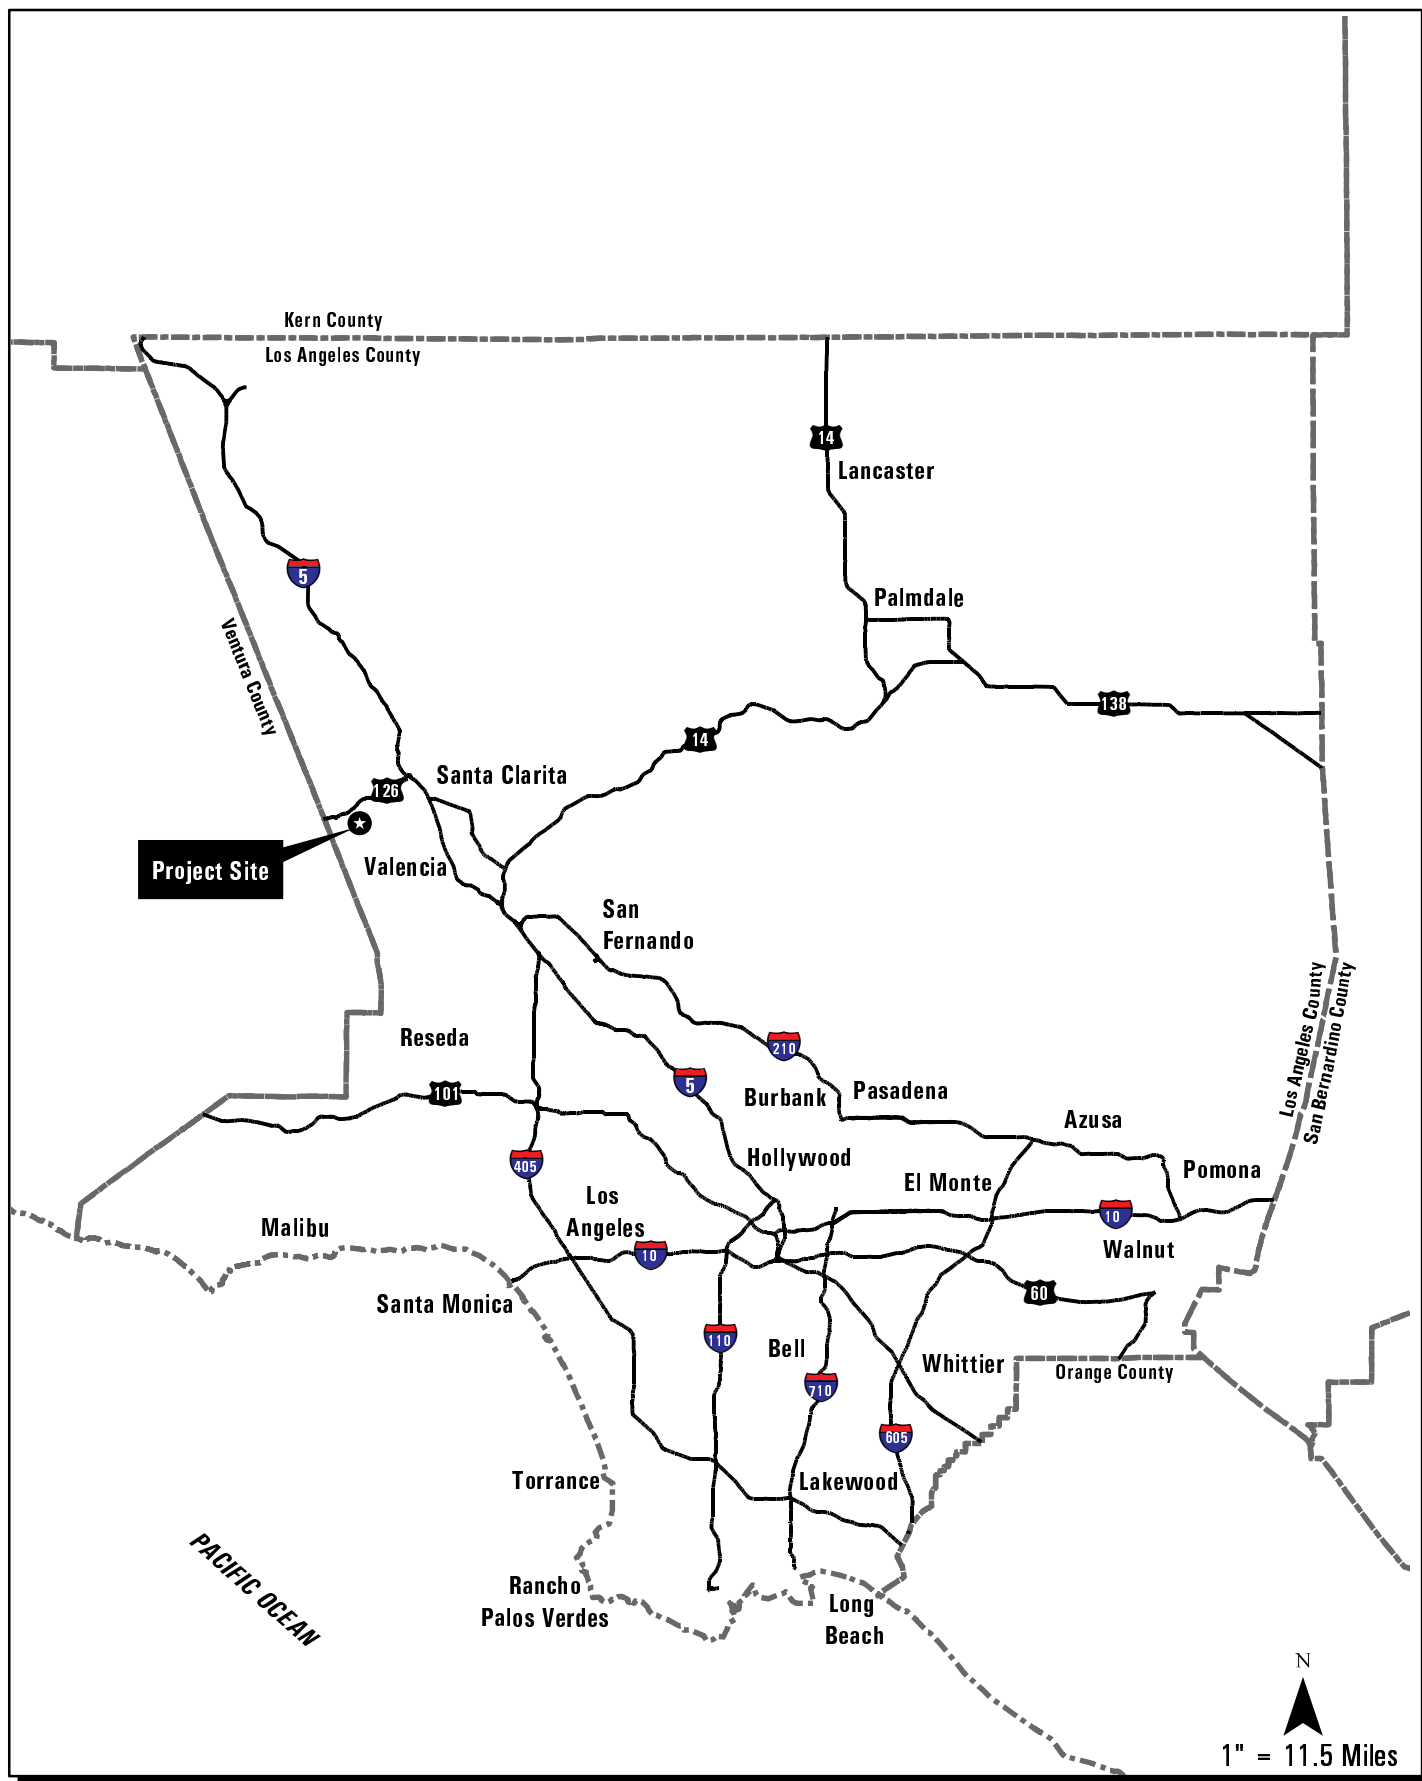 Kern County
Los Angeles County
14
Lancaster
5
Palmdale
Ventura County
138
14
Santa Clarita
126
Project Site
Valencia
San
Fernando
Los Angeles County
San Bernardino County
Reseda
210
5
Burbank
Pasadena
101
Azusa
Hollywood
405
Pomona
El Monte
Los
Angeles
Malibu
10
10
Walnut
Santa Monica
60
110
Bell
Whittier
Orange County
710
605
Torrance
Lakewood
PACIFIC OCEAN
Rancho
Palos Verdes
Long
Beach
N
1" = 11.5 Miles